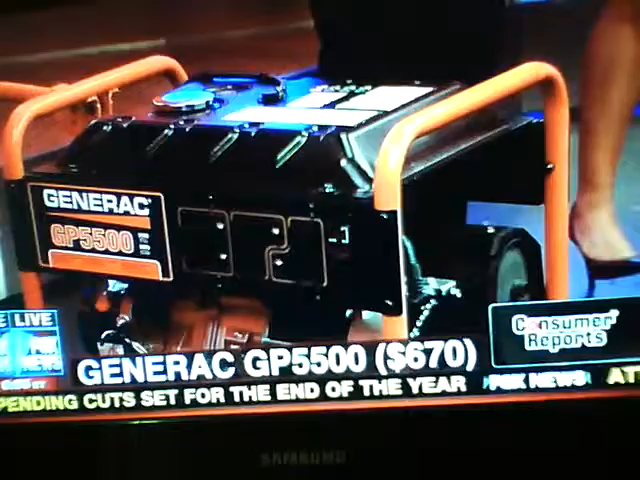 GENERAC
GP5500
E LIVE
FOX
NEWS
Consumer
Reports
GENERAC GP5500 ($670)
PENDING CUTS SET FOR THE END OF THE YEAR
FOX NEWS
AT
SAMSUNG